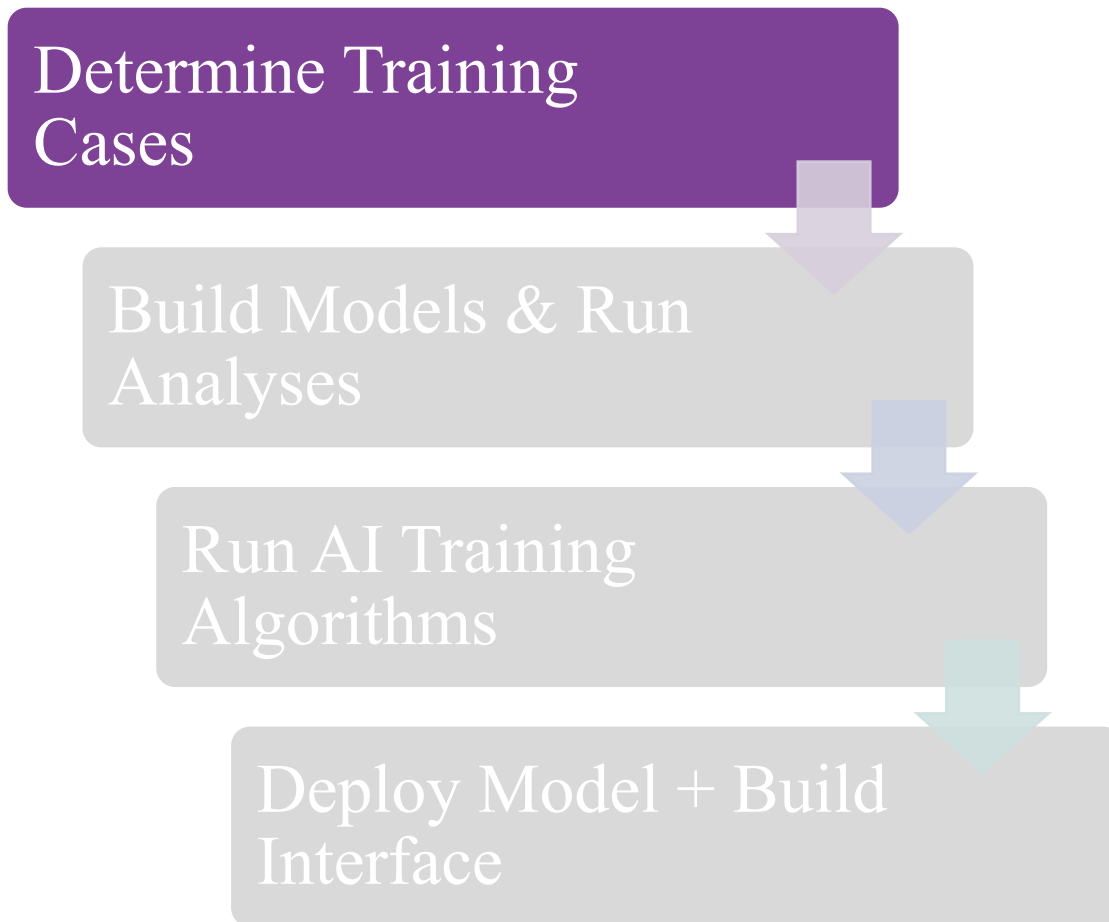 Determine Training
Cases
Build Models & Run
Analyses
Run AI Training
Algorithms
Deploy Model + Build
Interface